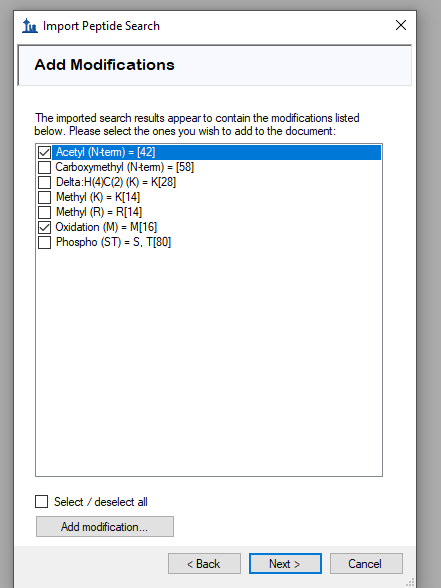 Import Peptide Search
Add Modifications
The imported search results appear to contain the modifications listed
below. Please select the ones you wish to add to the document:
Acetyl (N-term) = [42]
Carboxymethyl (N-term) = [58]
Delta:H(4)C(2) (K) = K[28]
Methyl (K) = K[14]
Methyl (R) = R[14]
Oxidation (M) = M[16]
Phospho (ST) = S, T[80]
Select / deselect all
Add modification...
< Back
Next >
Cancel